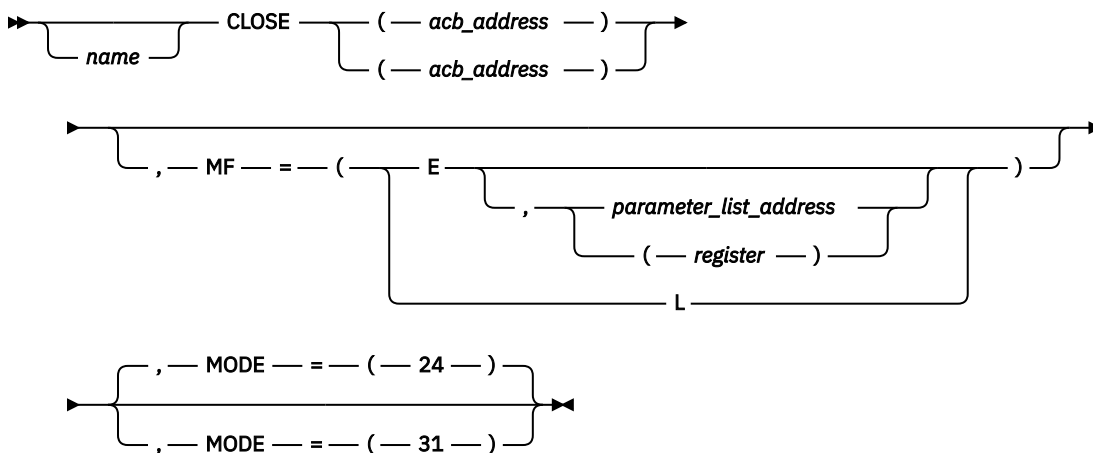 CLOSE ( acb_address )
name ( acb_address )
, MF = ( E )
, parameter_list_address
( register )
L
, MODE = ( 24 )
, MODE = ( 31 )